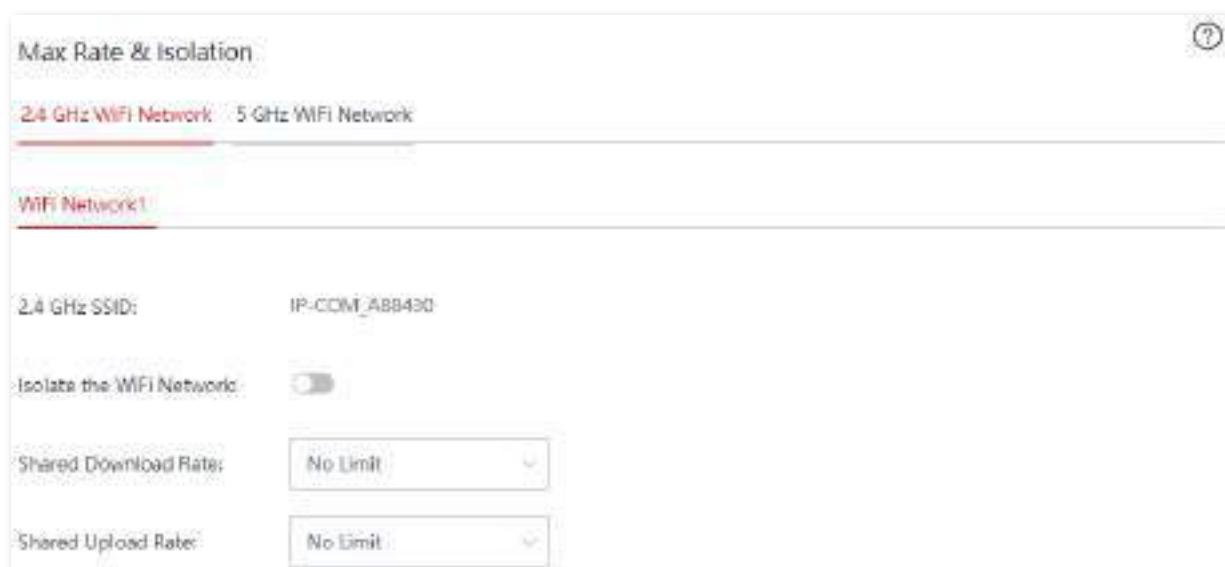 Max Rate & Isolation
?
2.4 GHz WiFi Network 5 GHz WiFi Network
WiFi Network1
2.4 GHz SSID: IP-COM_A88430
Isolate the WiFi Network:
Shared Download Rate: No Limit
Shared Upload Rate: No Limit